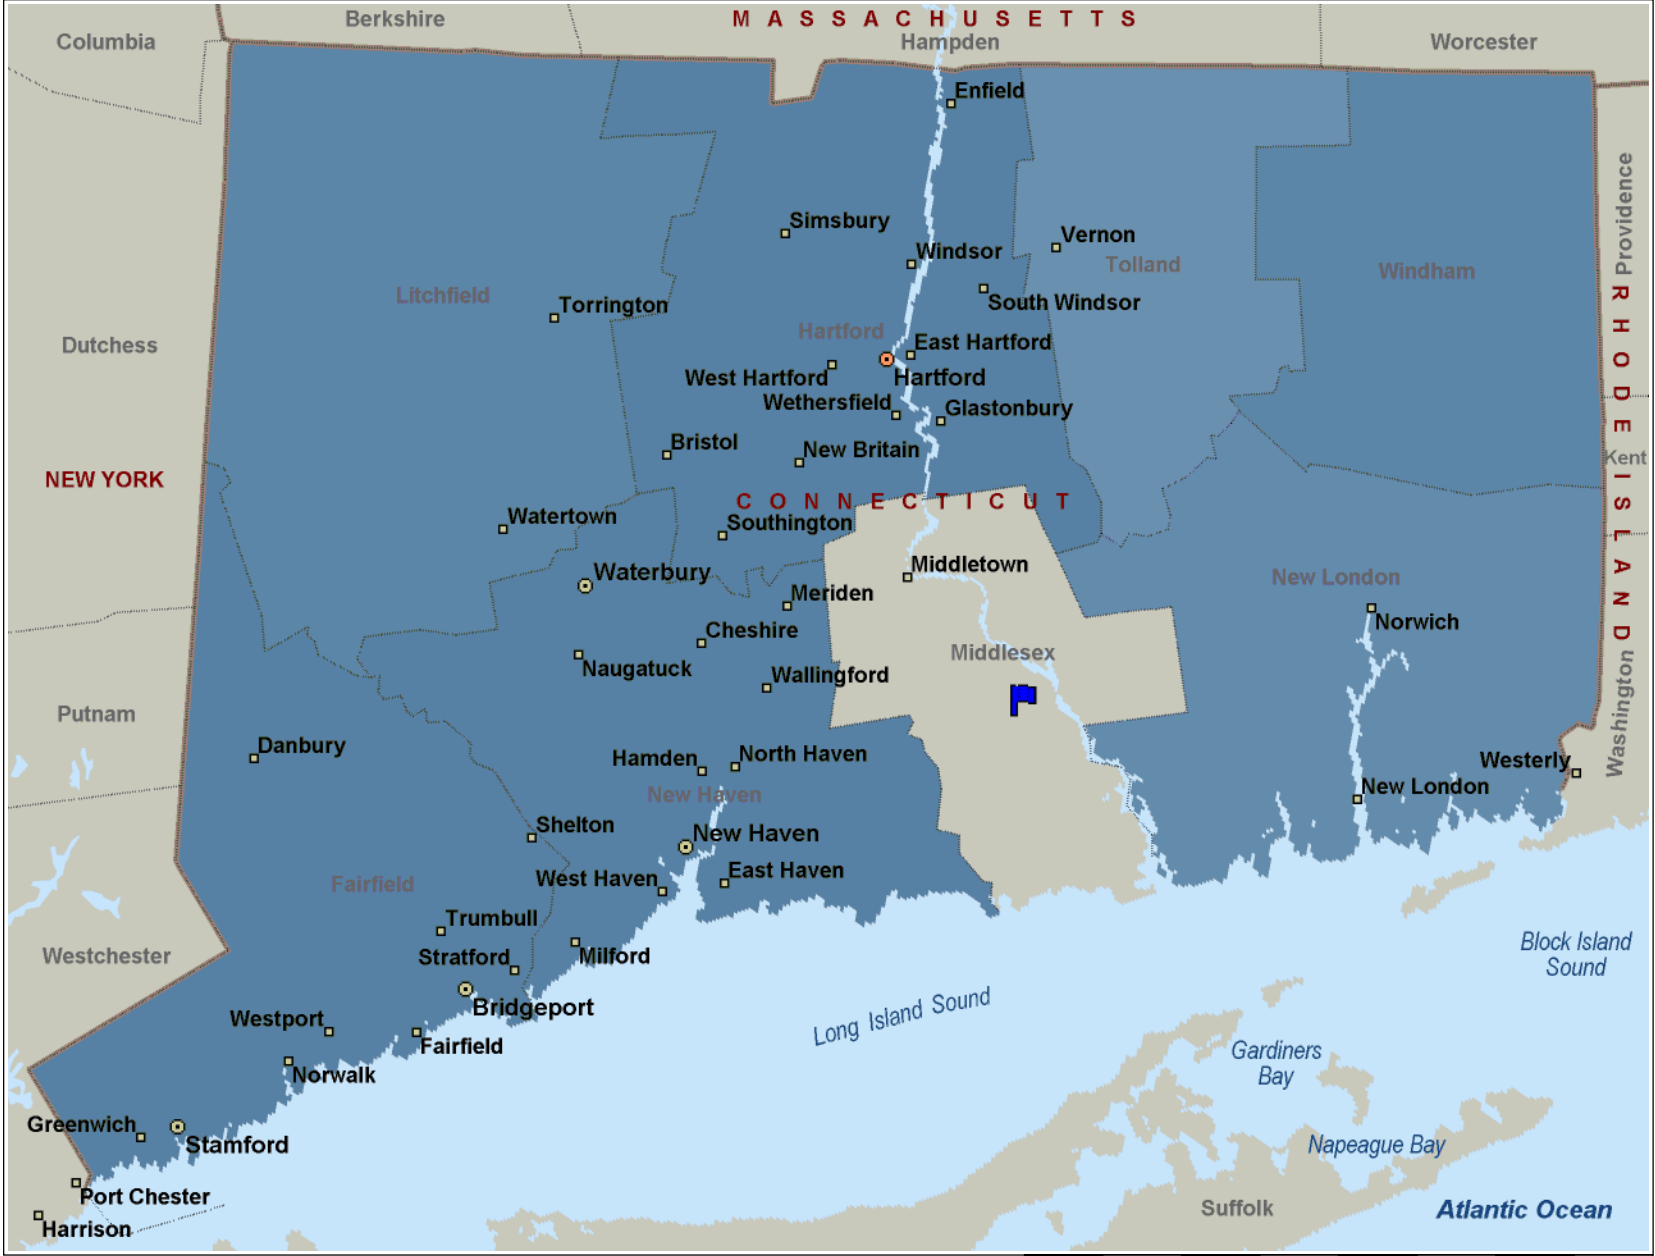 Berkshire
MASSACHUSETTS
Columbia
Hampden
Worcester
Enfield
Providence
Simsbury
Vernon
Windsor
Tolland
Windham
Litchfield
Torrington
South Windsor
RHODE ISLAND
Hartford
East Hartford
Dutchess
West Hartford
Hartford
Wethersfield
Glastonbury
Bristol
New Britain
Kent
NEW YORK
CONNECTICUT
Watertown
Southington
Middletown
Waterbury
New London
Meriden
Norwich
Cheshire
Middlesex
Naugatuck
Wallingford
Washington
Putnam
Danbury
Hamden
North Haven
Westerly
New London
New Haven
Shelton
New Haven
West Haven
East Haven
Fairfield
Trumbull
Stratford
Milford
Westchester
Block Island
Sound
Bridgeport
Long Island Sound
Westport
Fairfield
Gardiners
Bay
Norwalk
Greenwich
Stamford
Napeague Bay
Port Chester
Suffolk
Atlantic Ocean
Harrison